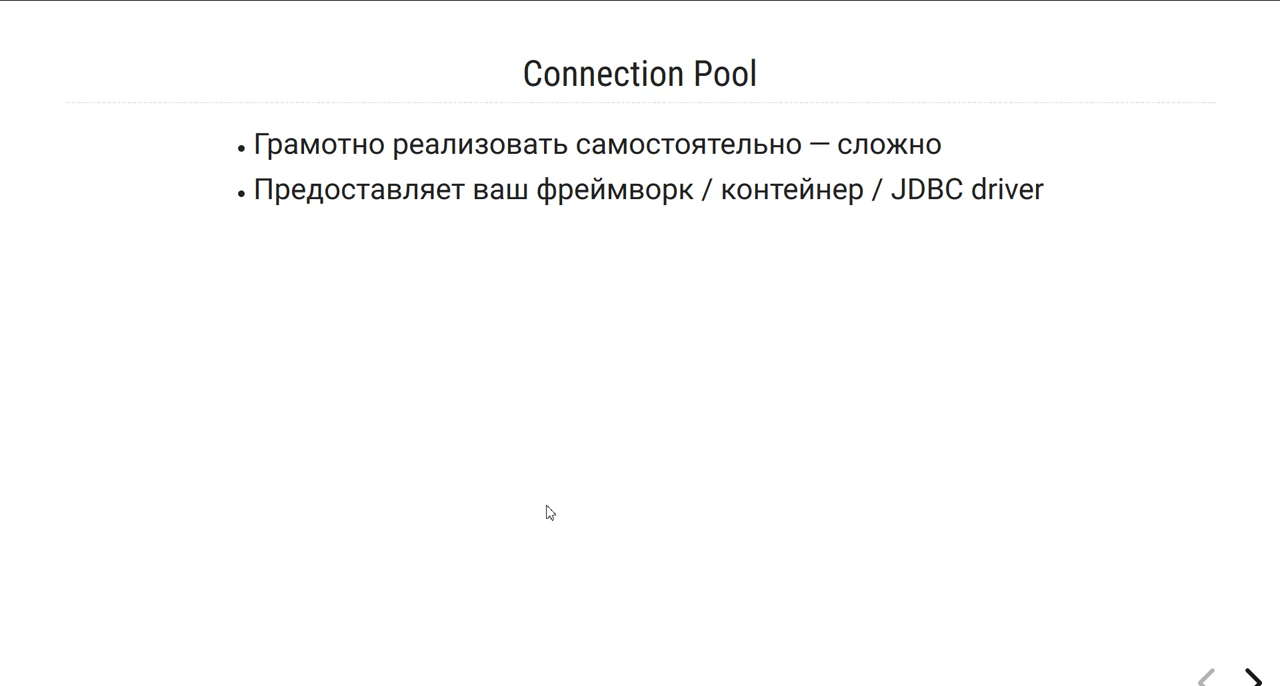 Connection Pool
• Грамотно реализовать самостоятельно — сложно
• Предоставляет ваш фреймворк / контейнер / JDBC driver